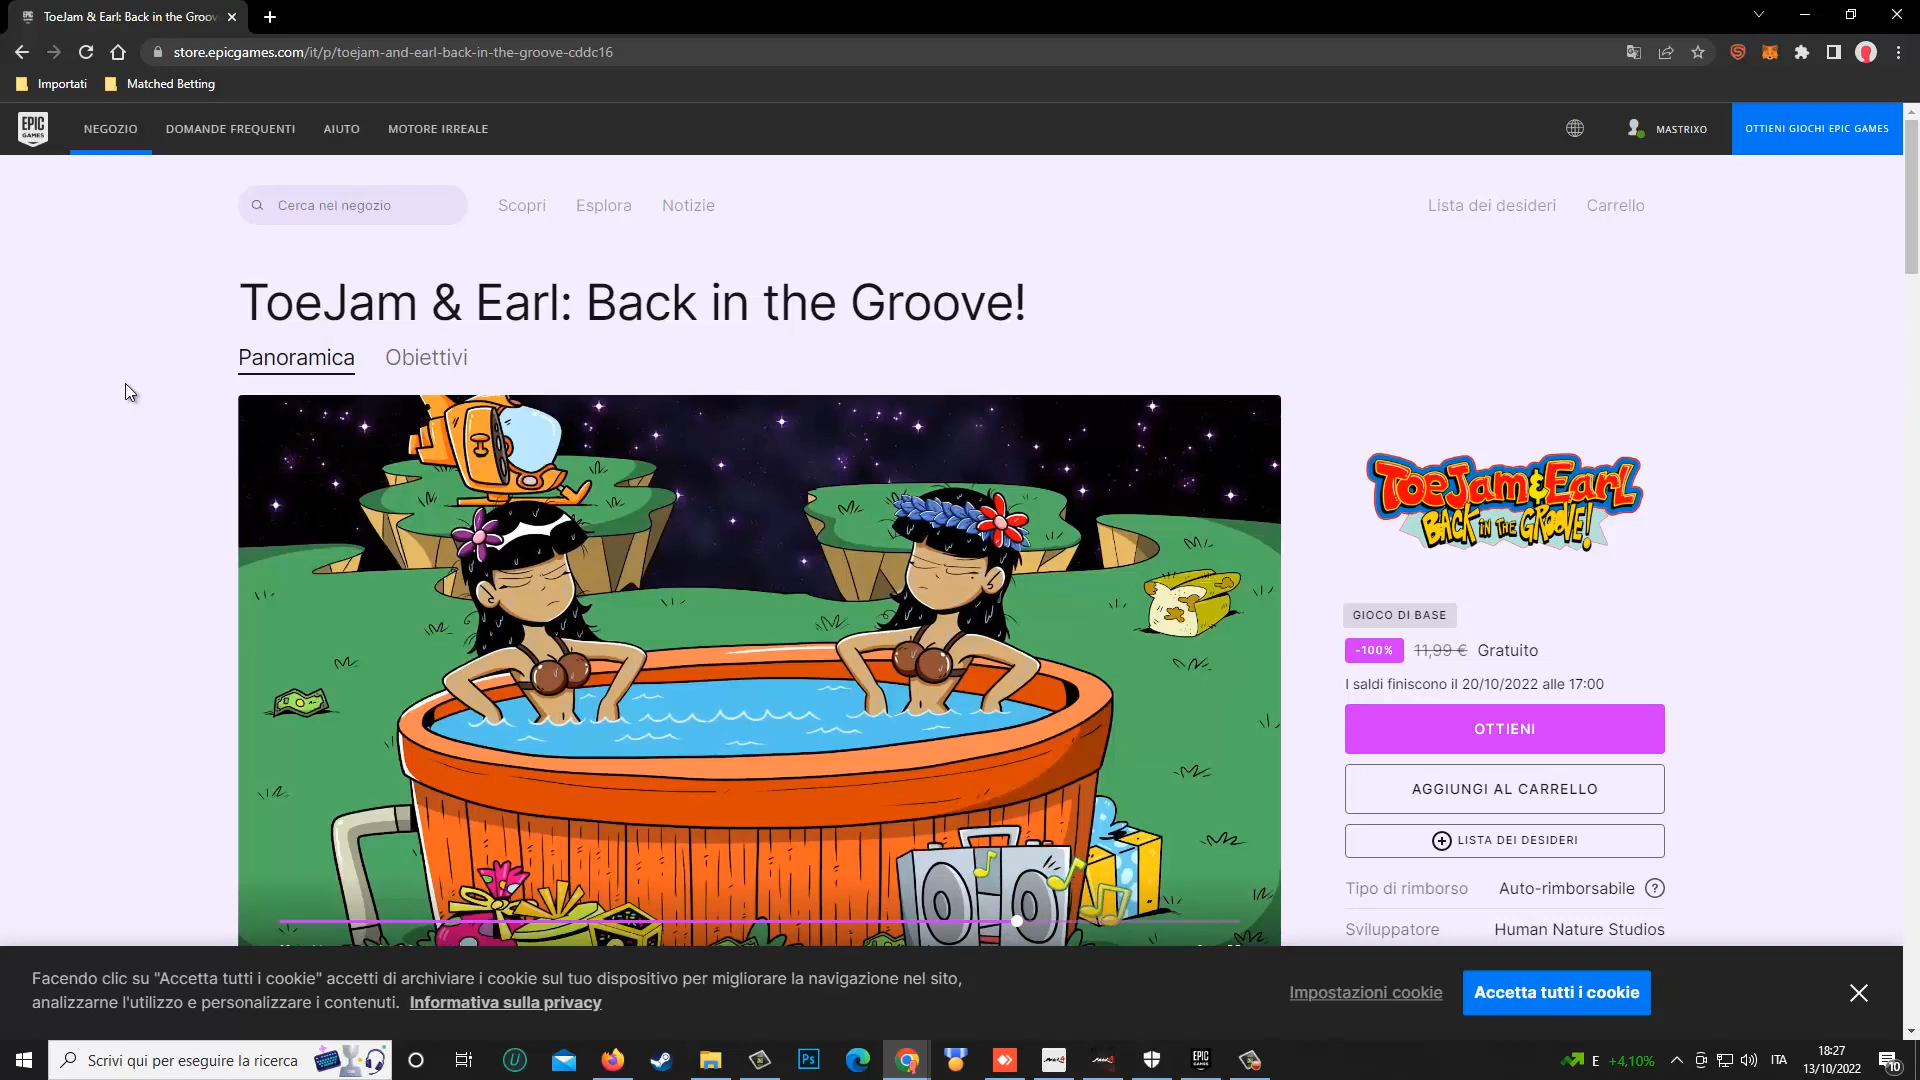 ToeJam & Earl: Back in the Groov
store.epicgames.com/it/p/toejam-and-earl-back-in-the-groove-cddc16
Importati
Matched Betting
EPIC GAMES
NEGOZIO
DOMANDE FREQUENTI
AIUTO
MOTORE IRREALE
MASTRIXO
OTTIENI GIOCHI EPIC GAMES
Cerca nel negozio
Scopri
Esplora
Notizie
Lista dei desideri
Carrello
ToeJam & Earl: Back in the Groove!
Panoramica
Obiettivi
ToeJam & Earl
BACK IN THE GROOVE!
GIOCO DI BASE
-100%
11,99 €
Gratuito
I saldi finiscono il 20/10/2022 alle 17:00
OTTIENI
AGGIUNGI AL CARRELLO
LISTA DEI DESIDERI
Tipo di rimborso
Auto-rimborsabile
Sviluppatore
Human Nature Studios
Facendo clic su "Accetta tutti i cookie" accetti di archiviare i cookie sul tuo dispositivo per migliorare la navigazione nel sito,
analizzarne l'utilizzo e personalizzare i contenuti. Informativa sulla privacy
Impostazioni cookie
Accetta tutti i cookie
Scrivi qui per eseguire la ricerca
Ps
EPIC GAMES
E +4,10%
ITA
18:27
13/10/2022
10